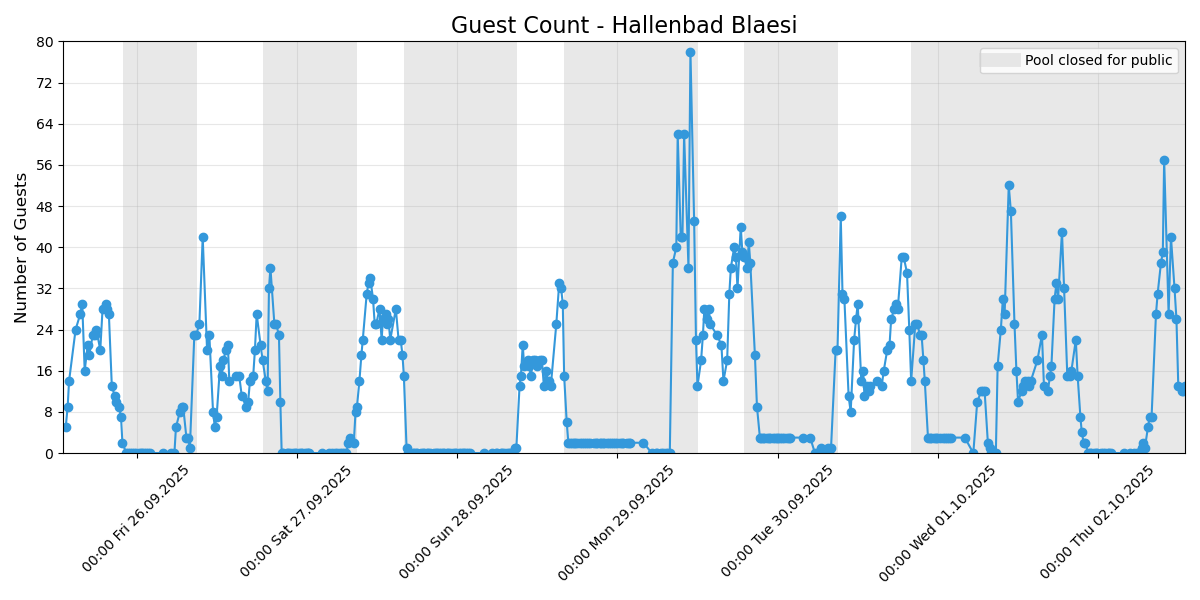 Guest Count - Hallenbad Blaesi
Pool closed for public
Number of Guests
80
72
64
56
48
40
32
24
16
8
0
00:00 Fri 26.09.2025
00:00 Sat 27.09.2025
00:00 Sun 28.09.2025
00:00 Mon 29.09.2025
00:00 Tue 30.09.2025
00:00 Wed 01.10.2025
00:00 Thu 02.10.2025